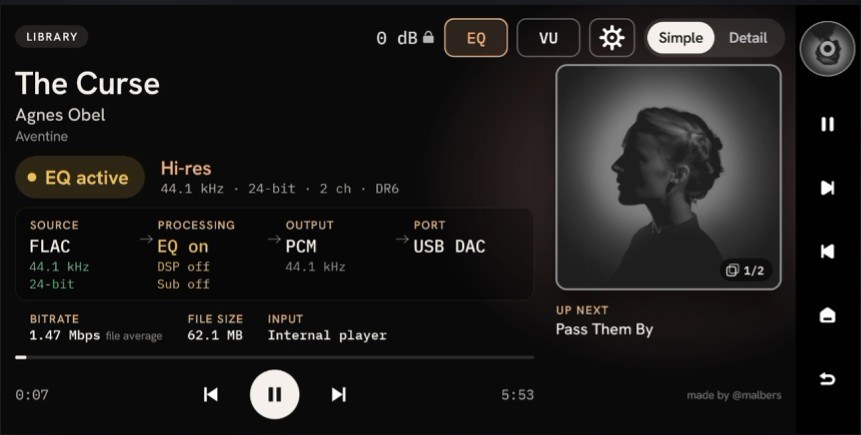 LIBRARY
0 dB
EQ
VU
Simple
Detail
The Curse
Agnes Obel
Aventine
EQ active
Hi-res
44.1 kHz · 24-bit · 2 ch · DR6
SOURCE
FLAC
44.1 kHz
24-bit
→
PROCESSING
EQ on
DSP off
Sub off
→
OUTPUT
PCM
44.1 kHz
→
PORT
USB DAC
BITRATE
1.47 Mbps file average
FILE SIZE
62.1 MB
INPUT
Internal player
0:07
5:53
1/2
UP NEXT
Pass Them By
made by @malbers